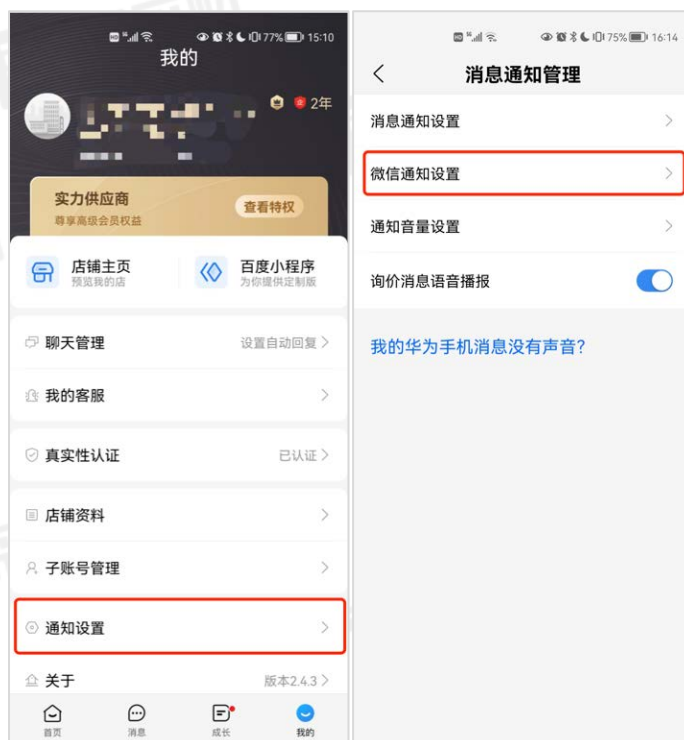 77% 15:10
我的
2年
实力供应商
尊享高级会员权益
查看特权
店铺主页
预览我的店
百度小程序
为你提供定制版
聊天管理
设置自动回复
我的客服
真实性认证
已认证
店铺资料
子账号管理
通知设置
关于
版本2.4.3
首页
消息
成长
我的
75% 16:14
消息通知管理
消息通知设置
微信通知设置
通知音量设置
询价消息语音播报
我的华为手机消息没有声音?